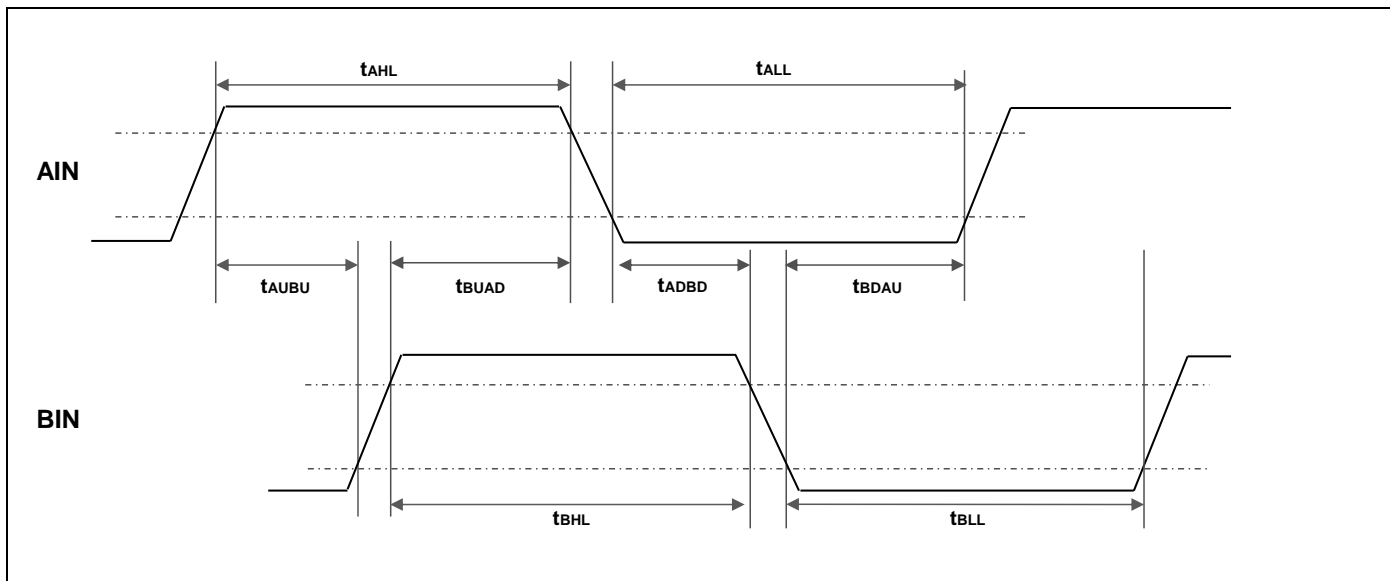 tAHL
tALL
AIN
tAUBU
tBUAD
tADBD
tBDAU
BIN
tBHL
tBLL